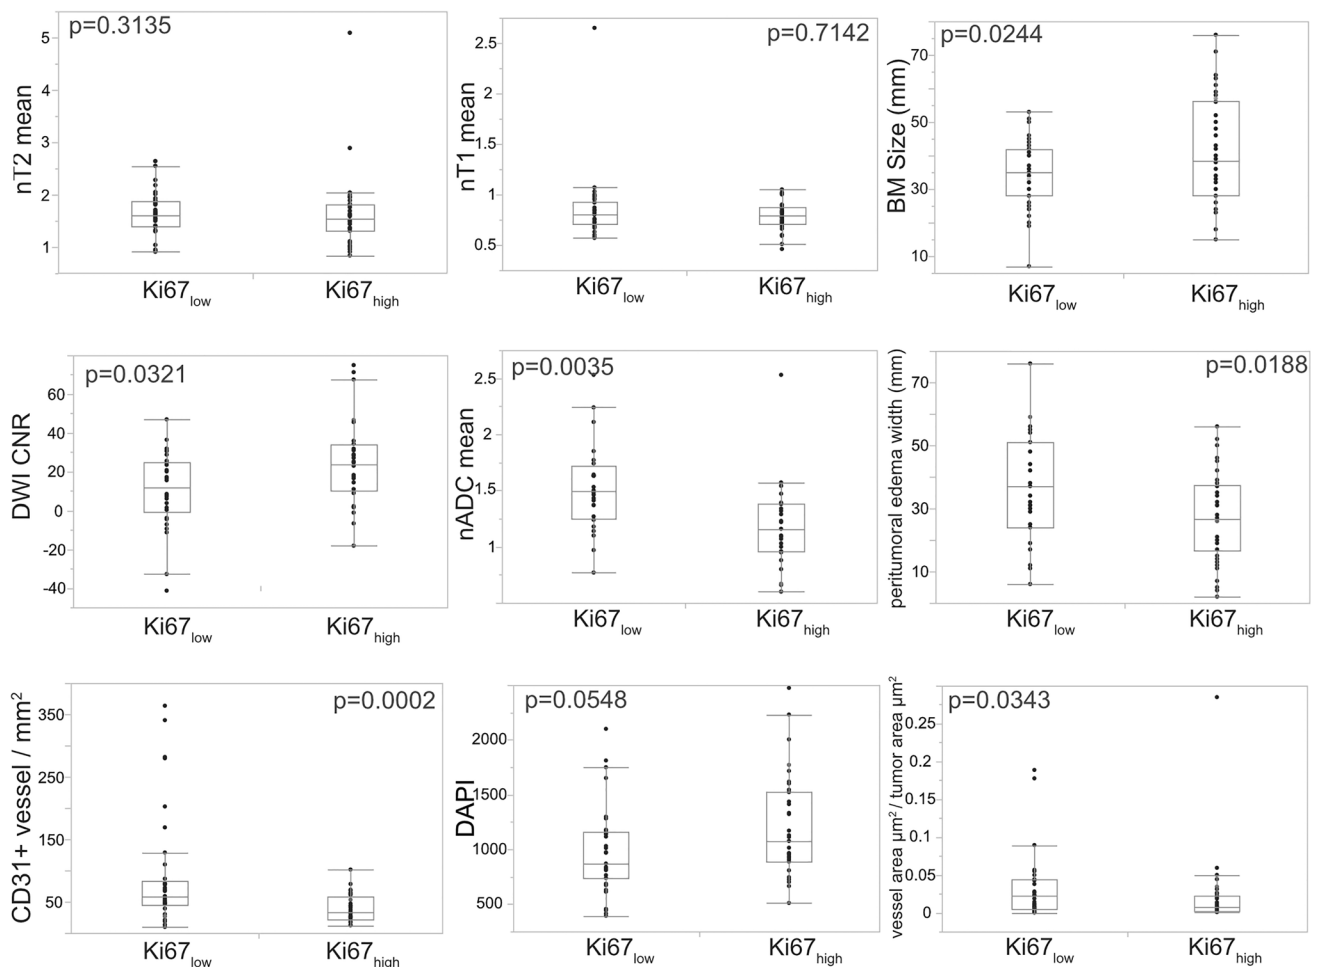 nT2 mean
p=0.3135
5
4
3
2
1
Ki67low
Ki67high
nT1 mean
p=0.7142
2.5
2
1.5
1
0.5
Ki67low
Ki67high
BM Size (mm)
p=0.0244
70
50
30
10
Ki67low
Ki67high
DWI CNR
p=0.0321
60
40
20
0
-20
-40
Ki67low
Ki67high
nADC mean
p=0.0035
2.5
2
1.5
1
Ki67low
Ki67high
peritumoral edema width (mm)
p=0.0188
70
50
30
10
Ki67low
Ki67high
CD31+ vessel / mm²
p=0.0002
350
250
150
50
Ki67low
Ki67high
DAPI
p=0.0548
2000
1500
1000
500
Ki67low
Ki67high
vessel area µm² / tumor area µm²
p=0.0343
0.25
0.2
0.15
0.1
0.05
0
Ki67low
Ki67high